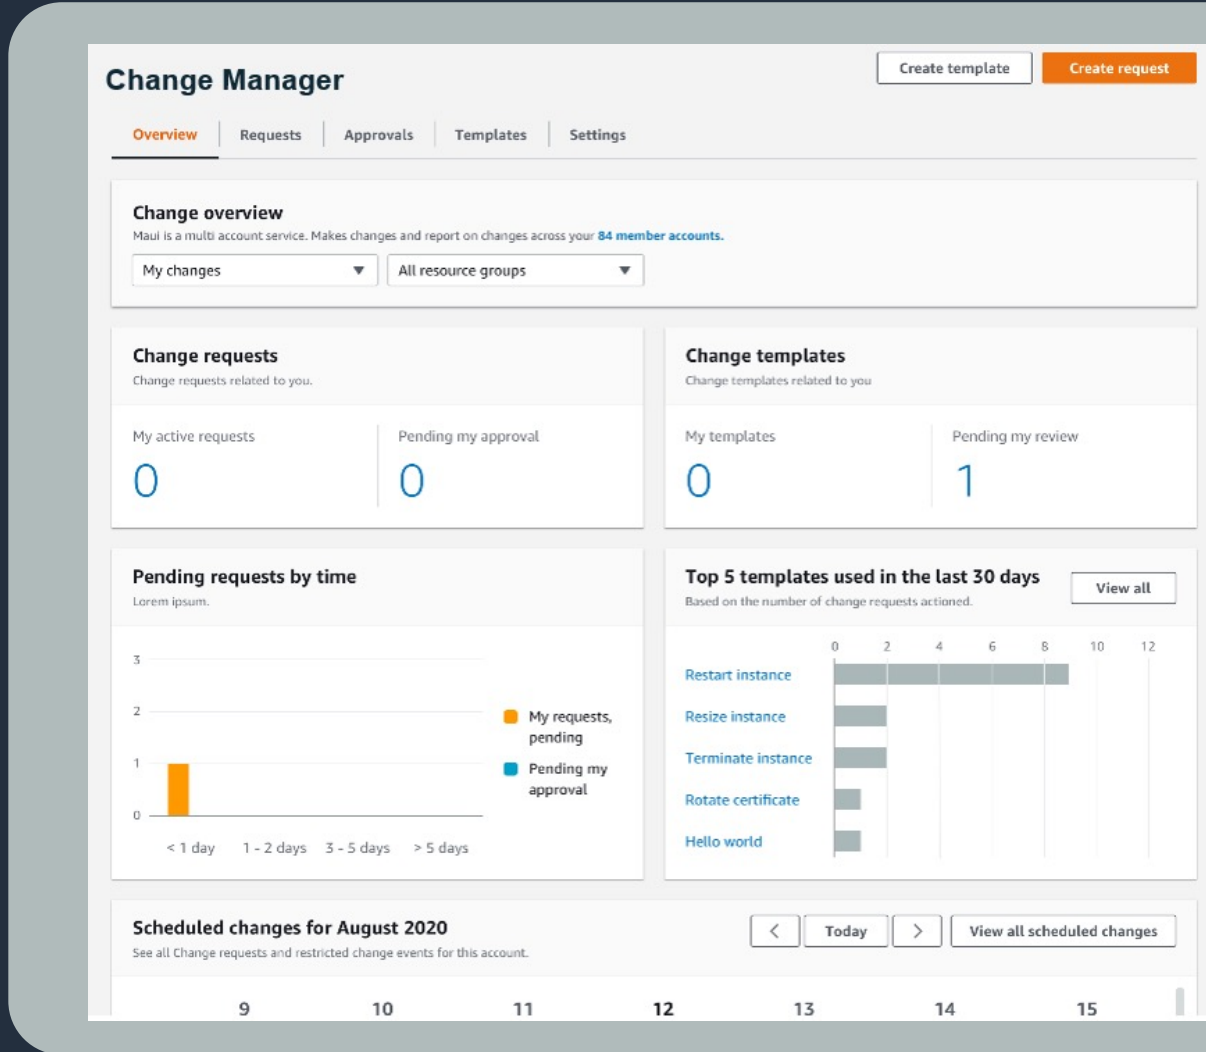 Change Manager
Create template
Create request
Overview
Requests
Approvals
Templates
Settings
Change overview
Maui is a multi account service. Makes changes and report on changes across your 84 member accounts.
My changes
All resource groups
Change requests
Change requests related to you.
My active requests
Pending my approval
0
0
Change templates
Change templates related to you
My templates
Pending my review
0
1
Pending requests by time
Lorem ipsum.
3
2
1
0
< 1 day
1 - 2 days
3 - 5 days
> 5 days
My requests,
pending
Pending my
approval
Top 5 templates used in the last 30 days
Based on the number of change requests actioned.
View all
0 2 4 6 8 10 12
Restart instance
Resize instance
Terminate instance
Rotate certificate
Hello world
Scheduled changes for August 2020
See all Change requests and restricted change events for this account.
Today
View all scheduled changes
9 10 11 12 13 14 15